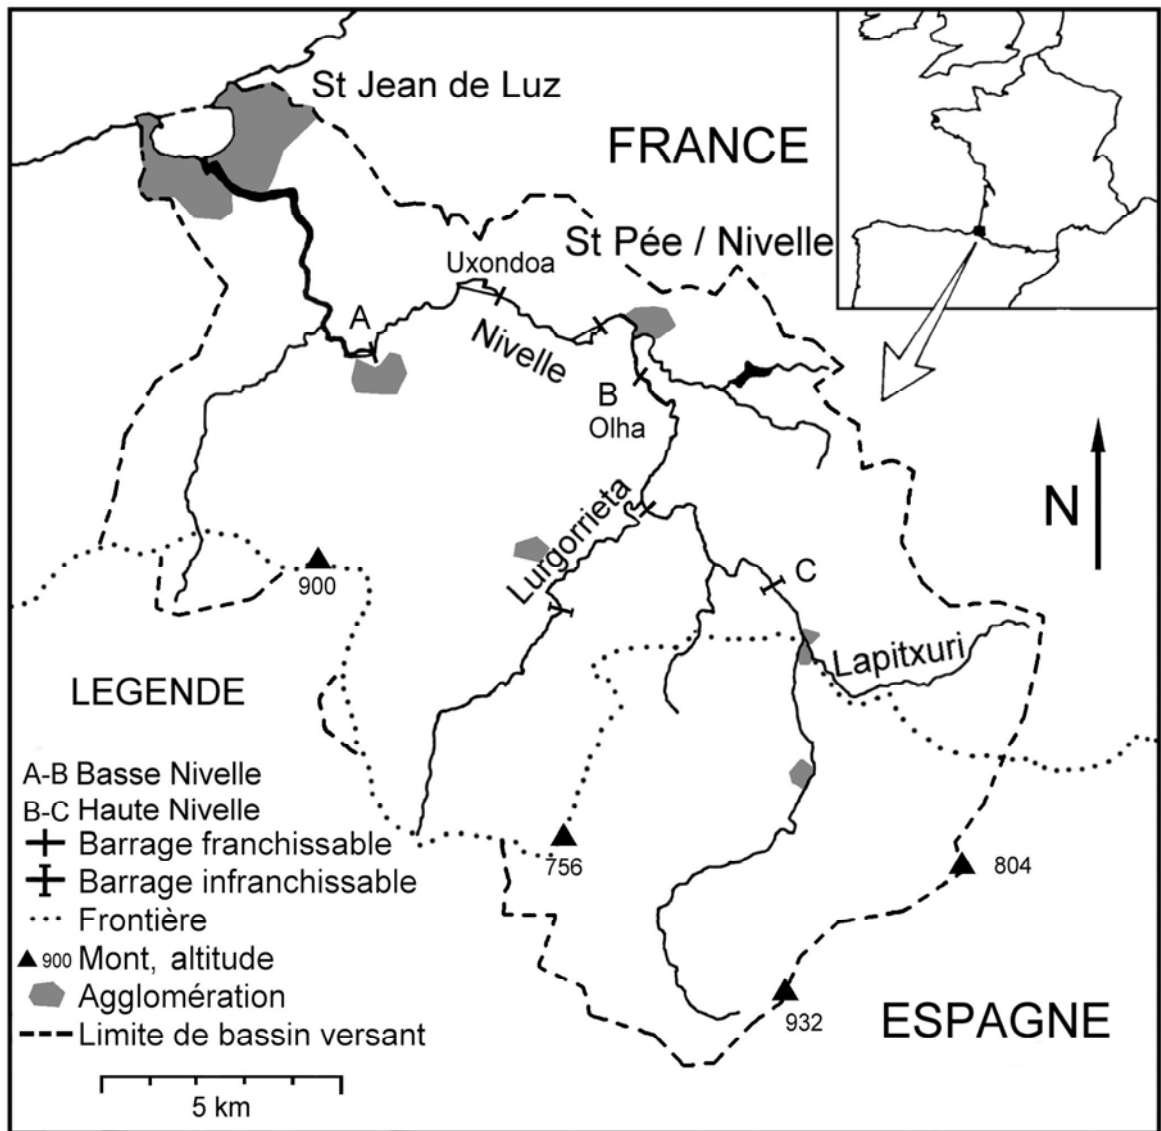 St Jean de Luz
FRANCE
St Pée / Nivelle
Uxondoa
A
Nivelle
B
Olha
N
Lurgorrieta
C
900
Lapitxuri
LEGENDE
A-B Basse Nivelle
B-C Haute Nivelle
Barrage franchissable
Barrage infranchissable
Frontière
900 Mont, altitude
Agglomération
Limite de bassin versant
5 km
756
804
932
ESPAGNE